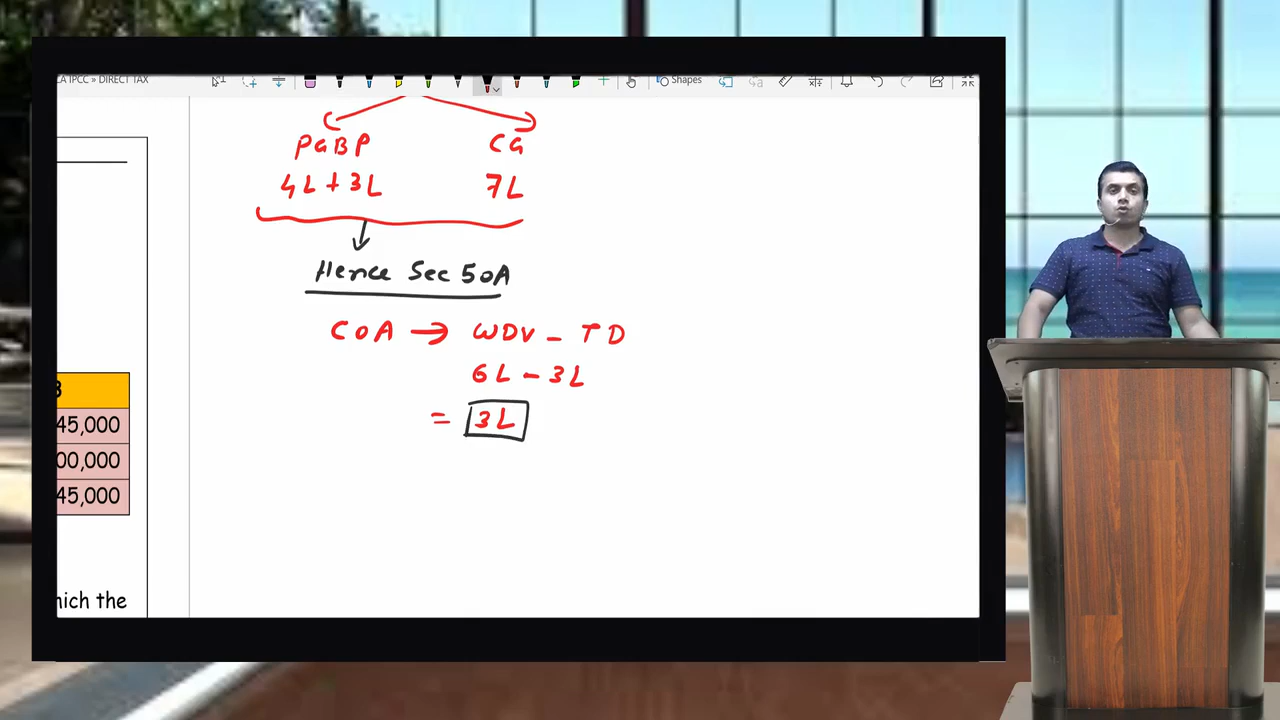 CA IPCC » DIRECT TAX
Shapes
PGBP CG
4L + 3L 7L
Hence Sec 50A
COA → WDV - TD
6L - 3L
= 3L
3
45,000
00,000
45,000
hich the